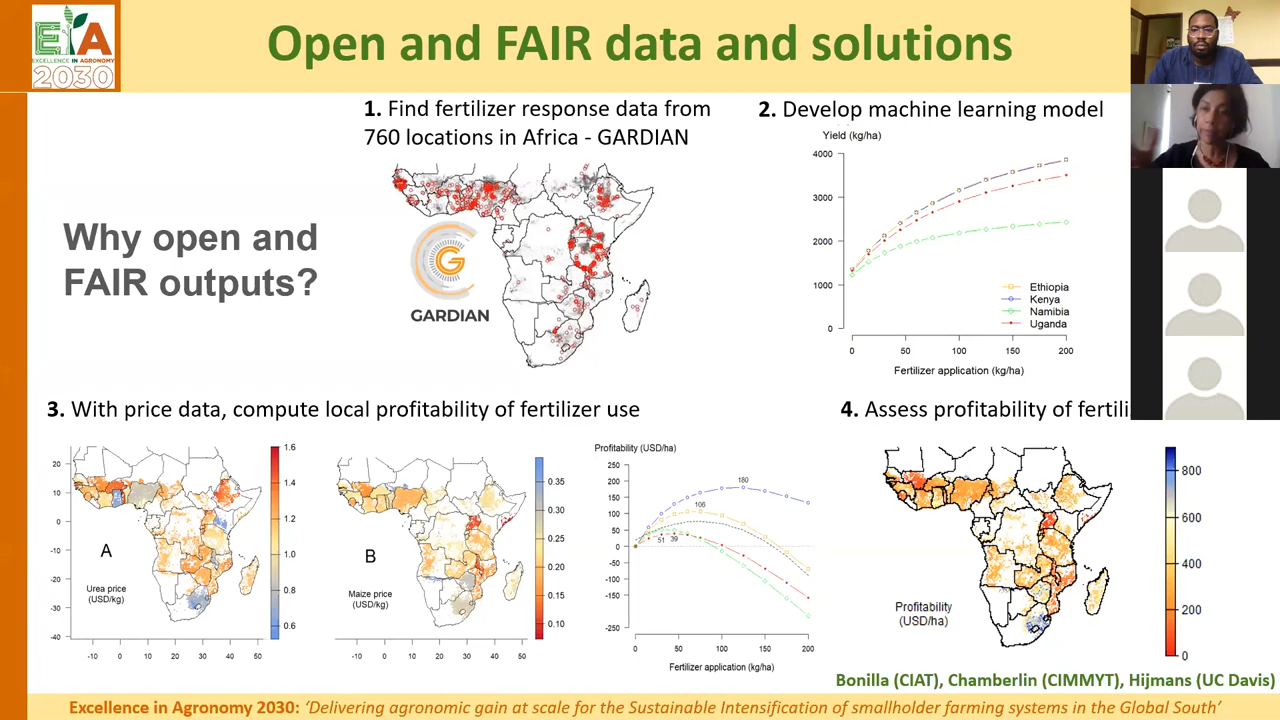 EiA
EXCELLENCE IN AGRONOMY
2030
Open and FAIR data and solutions
Why open and
FAIR outputs?
1. Find fertilizer response data from
760 locations in Africa - GARDIAN
G
GARDIAN
2. Develop machine learning model
Yield (kg/ha)
4000
3000
2000
1000
0
Ethiopia
Kenya
Namibia
Uganda
0 50 100 150 200
Fertilizer application (kg/ha)
3. With price data, compute local profitability of fertilizer use
20
10
0
-10
-20
-30
-40
A
Urea price
(USD/kg)
-10 0 10 20 30 40 50
1.6
1.4
1.2
1.0
0.8
0.6
B
Maize price
(USD/kg)
-10 0 10 20 30 40 50
0.35
0.30
0.25
0.20
0.15
0.10
Profitability (USD/ha)
250
200
150
100
50
0
-50
-100
-150
-250
180
106
51 39
0 50 100 150 200
Fertilizer application (kg/ha)
4. Assess profitability of fertili
Profitability
(USD/ha)
800
600
400
200
0
Bonilla (CIAT), Chamberlin (CIMMYT), Hijmans (UC Davis)
Excellence in Agronomy 2030: ‘Delivering agronomic gain at scale for the Sustainable Intensification of smallholder farming systems in the Global South’